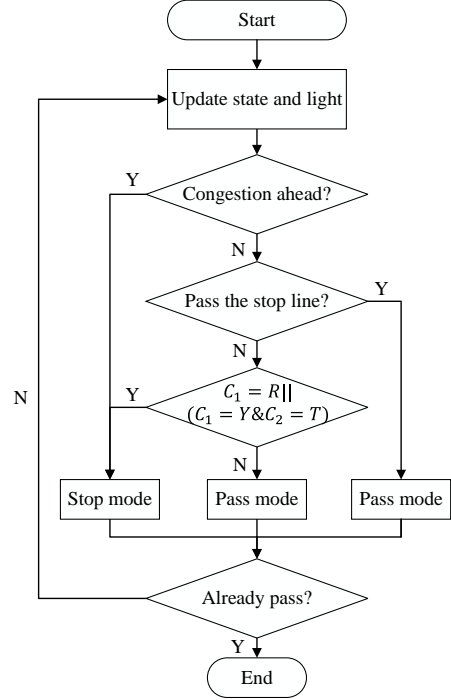 Start
Update state and light
Y
Congestion ahead?
N
Pass the stop line?
Y
N
N
Y
C₁ = R||
(C₁ = Y&C₂ = T)
N
Stop mode
Pass mode
Pass mode
Already pass?
Y
End